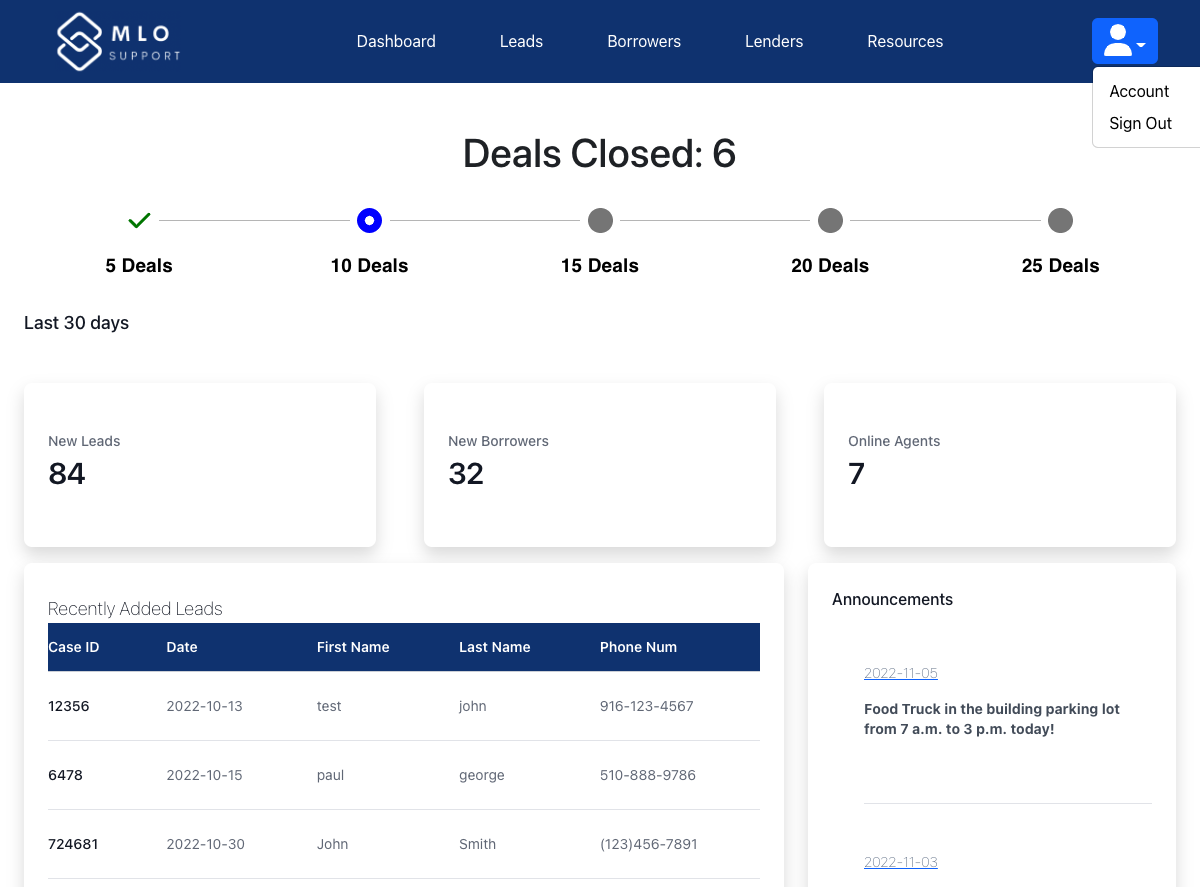 MLO
SUPPORT
Dashboard Leads Borrowers Lenders Resources
Account
Sign Out
Deals Closed: 6
5 Deals 10 Deals 15 Deals 20 Deals 25 Deals
Last 30 days
New Leads
84
New Borrowers
32
Online Agents
7
Recently Added Leads
Case ID Date First Name Last Name Phone Num
12356 2022-10-13 test john 916-123-4567
6478 2022-10-15 paul george 510-888-9786
724681 2022-10-30 John Smith (123)456-7891
Announcements
2022-11-05
Food Truck in the building parking lot
from 7 a.m. to 3 p.m. today!
2022-11-03